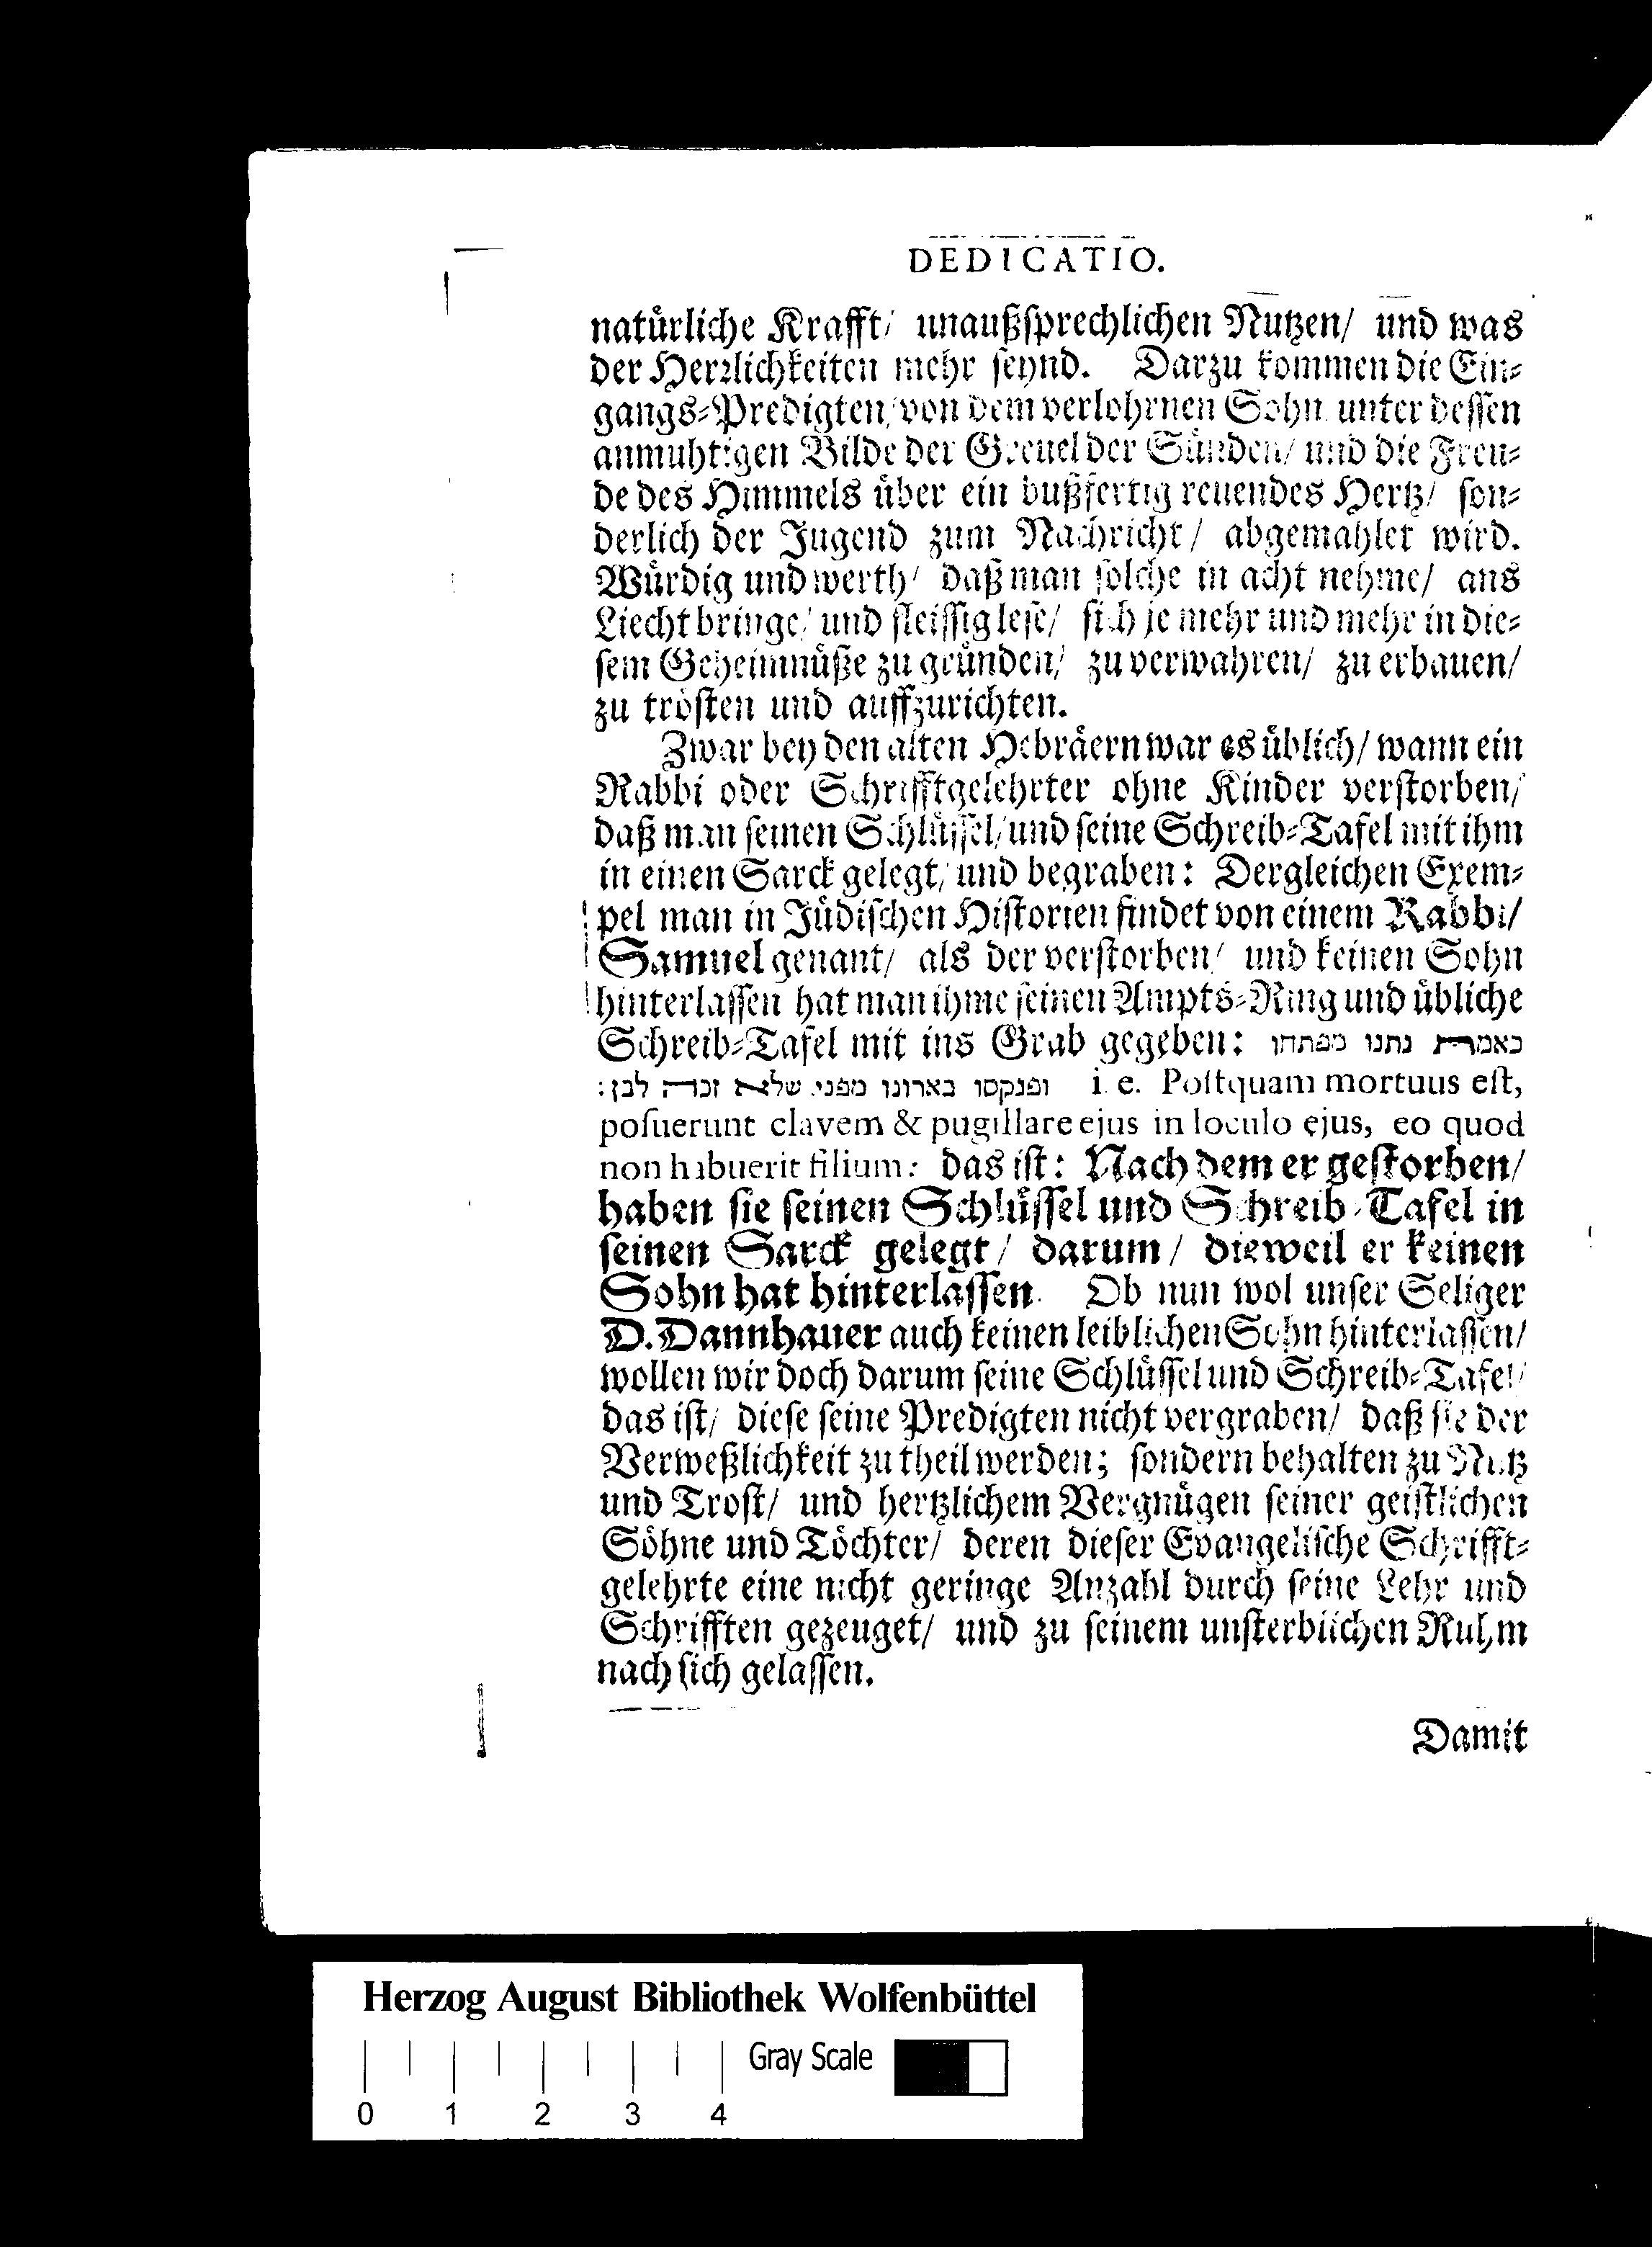 DEDICATIO.
natürliche Krafft/ unaußsprechlichen Nutzen/ und was
der Herzlichkeiten mehr seynd. Darzu kommen die Ein-
gangs-Predigten/ von dem verlohrnen Sohn unter dessen
anmuhtigen Bilde der Greuel der Sünden/ und die Freu-
de des Himmels über ein bußfertig reuendes Hertz/ son-
derlich der Jugend zum Nachricht/ abgemahlet wird.
Würdig und werth/ daß man solche in acht nehme/ ans
Liecht bringe/ und fleissig lese/ sich je mehr und mehr in die-
sem Geheimnüße zu gründen/ zu verwahren/ zu erbauen/
zu trösten und auffzurichten.
Zwar bey den alten Hebräern war es üblich/ wann ein
Rabbi oder Schrifftgelehrter ohne Kinder verstorben/
daß man seinen Schlüssel/ und seine Schreib-Tafel mit ihm
in einen Sarck gelegt/ und begraben: Dergleichen Exem-
pel man in Jüdischen Historien findet von einem Rabbi/
Samuel genant/ als der verstorben/ und keinen Sohn
hinterlassen hat man ihme seinen Ampts-Ring und übliche
Schreib-Tafel mit ins Grab gegeben: נתנו מפתחו
ופנקסו בארונו מפני שלא זכה לבן: i. e. Postquam mortuus est,
posuerunt clavem & pugillare ejus in loculo ejus, eo quod
non habuerit filium: das ist: Nach dem er gestorben/
haben sie seinen Schlüssel und Schreib-Tafel in
seinen Sarck gelegt/ darum/ dieweil er keinen
Sohn hat hinterlassen. Ob nun wol unser Seliger
D. Dannhauer auch keinen leiblichen Sohn hinterlassen/
wollen wir doch darum seine Schlüssel und Schreib-Tafel/
das ist/ diese seine Predigten nicht vergraben/ daß sie der
Verweßlichkeit zu theil werden; sondern behalten zu Nutz
und Trost/ und hertzlichem Vergnügen seiner geistlichen
Söhne und Töchter/ deren dieser Evangelische Schrifft-
gelehrte eine nicht geringe Anzahl durch seine Lehr und
Schrifften gezeuget/ und zu seinem unsterblichen Ruhm
nach sich gelassen.
Damit
Herzog August Bibliothek Wolfenbüttel
Gray Scale
0 1 2 3 4